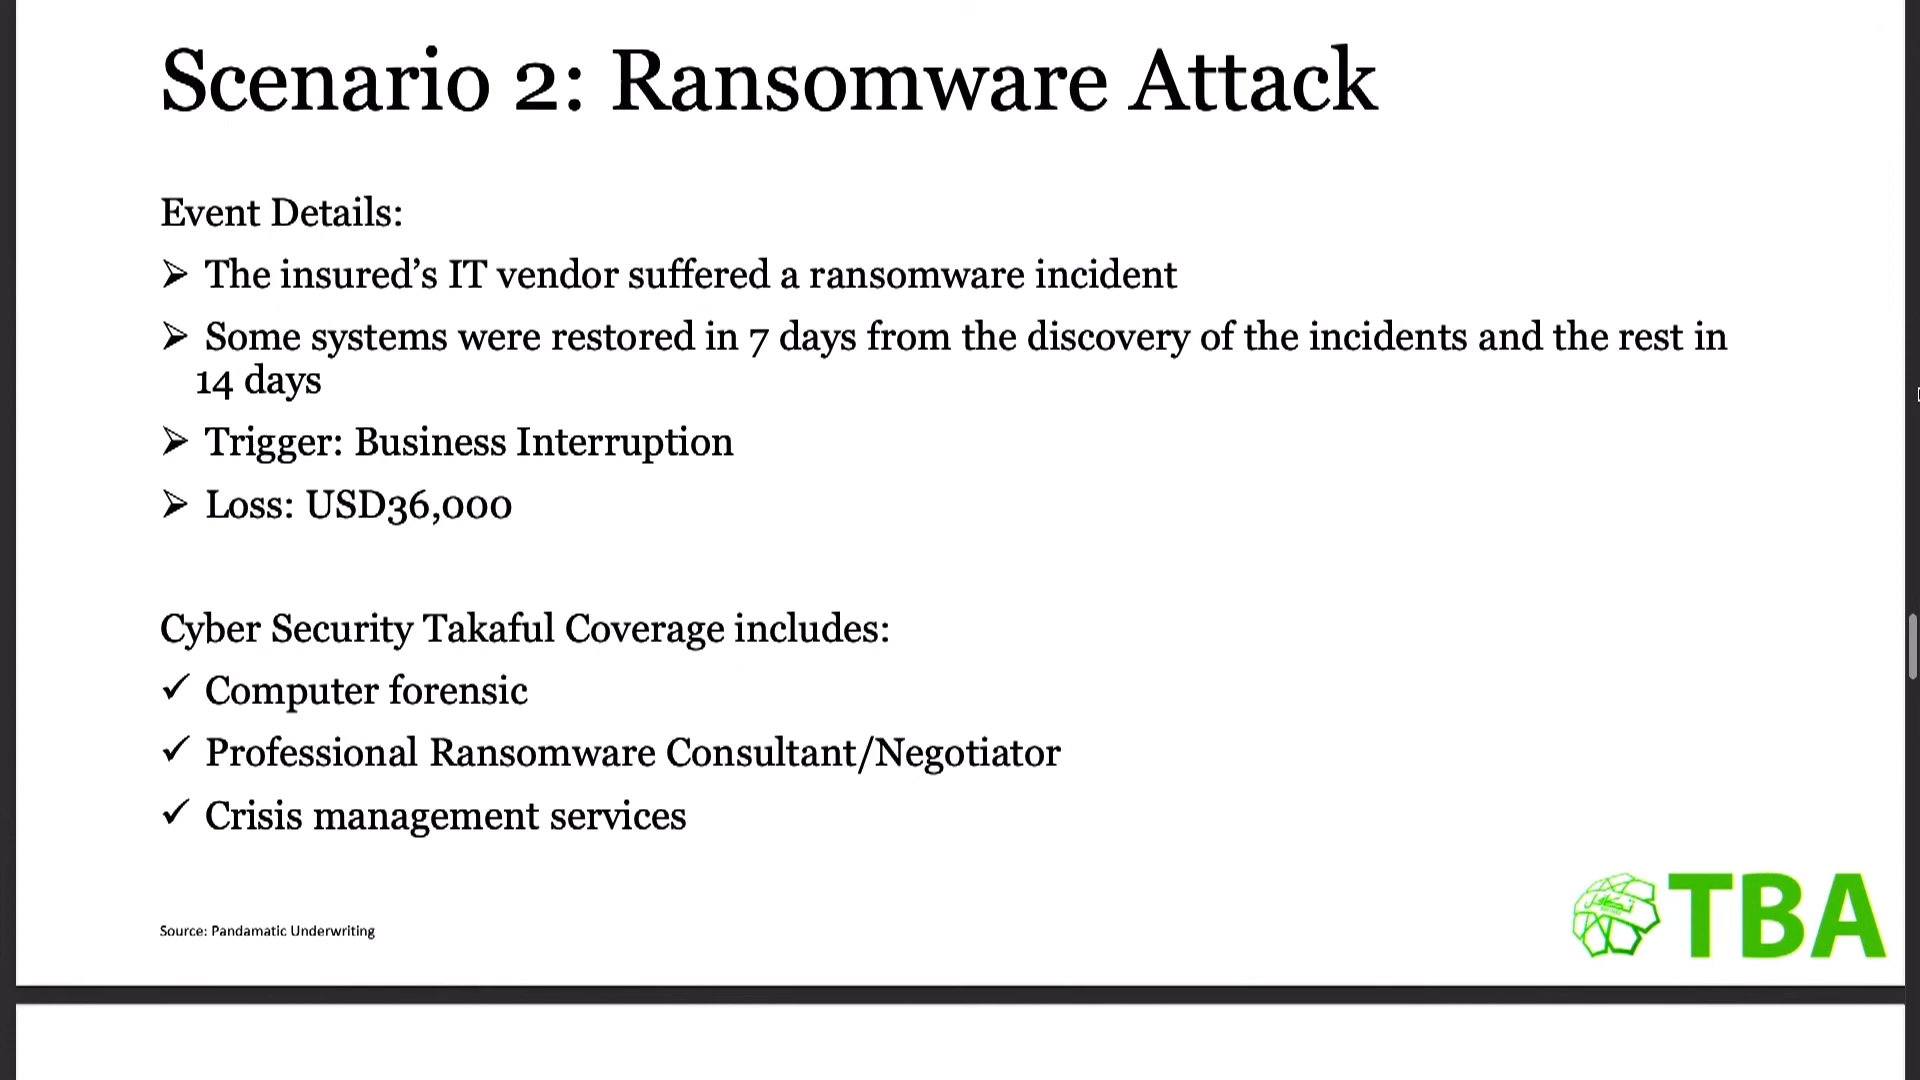 Scenario 2: Ransomware Attack
Event Details:
➢ The insured’s IT vendor suffered a ransomware incident
➢ Some systems were restored in 7 days from the discovery of the incidents and the rest in
14 days
➢ Trigger: Business Interruption
➢ Loss: USD36,000
Cyber Security Takaful Coverage includes:
✓ Computer forensic
✓ Professional Ransomware Consultant/Negotiator
✓ Crisis management services
Source: Pandamatic Underwriting
TBA